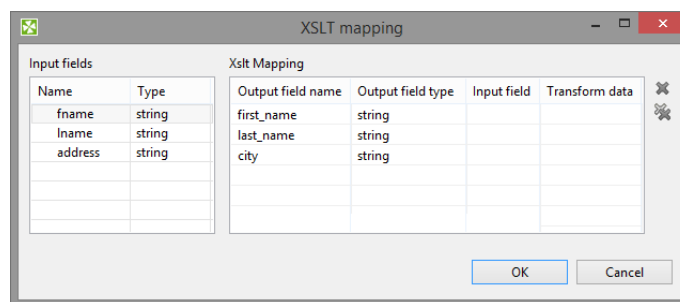 XSLT mapping
Input fields
Xslt Mapping
Name Type
Output field name Output field type Input field Transform data
fname string
first_name string
lname string
last_name string
address string
city string
OK Cancel